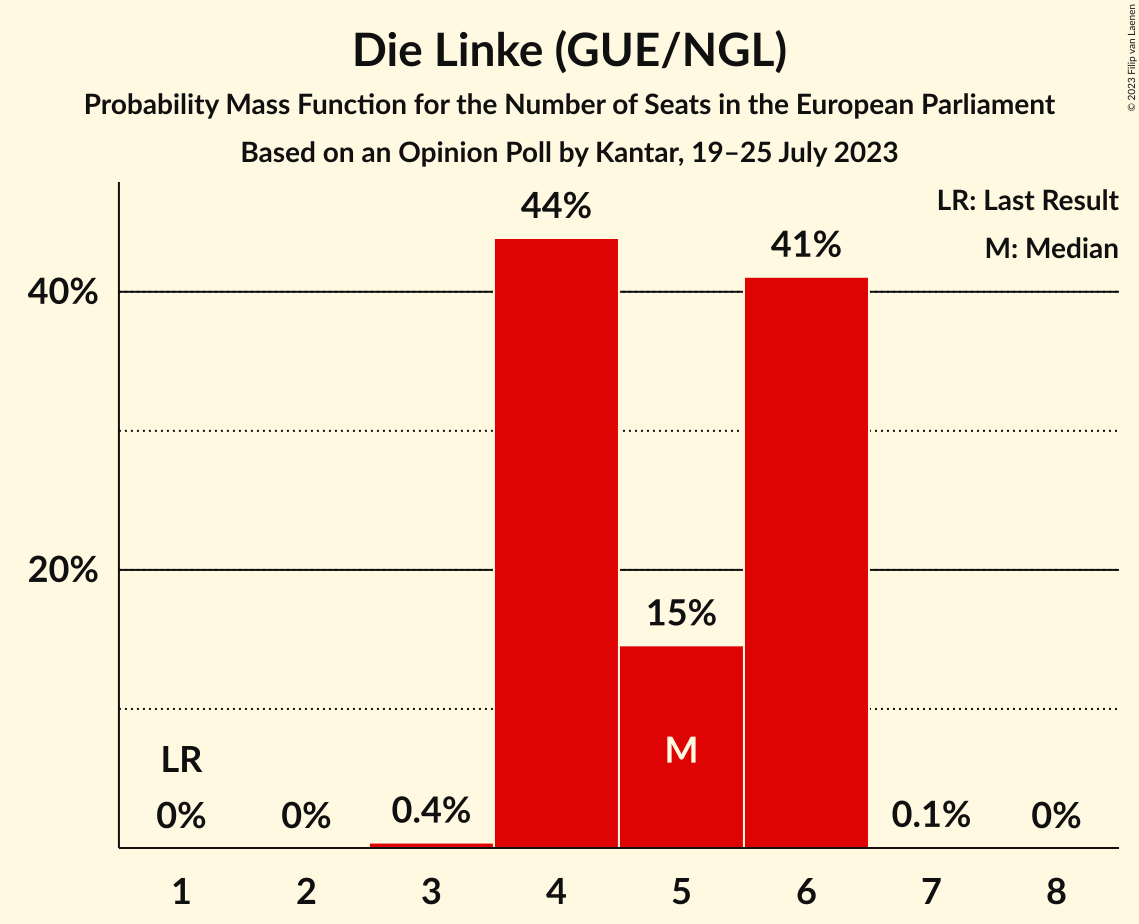 Die Linke (GUE/NGL)
Probability Mass Function for the Number of Seats in the European Parliament
Based on an Opinion Poll by Kantar, 19–25 July 2023
© 2023 Filip van Laenen
LR: Last Result
M: Median
44%
41%
40%
20%
15%
M
LR
0%
0%
0.4%
0.1%
0%
1 2 3 4 5 6 7 8